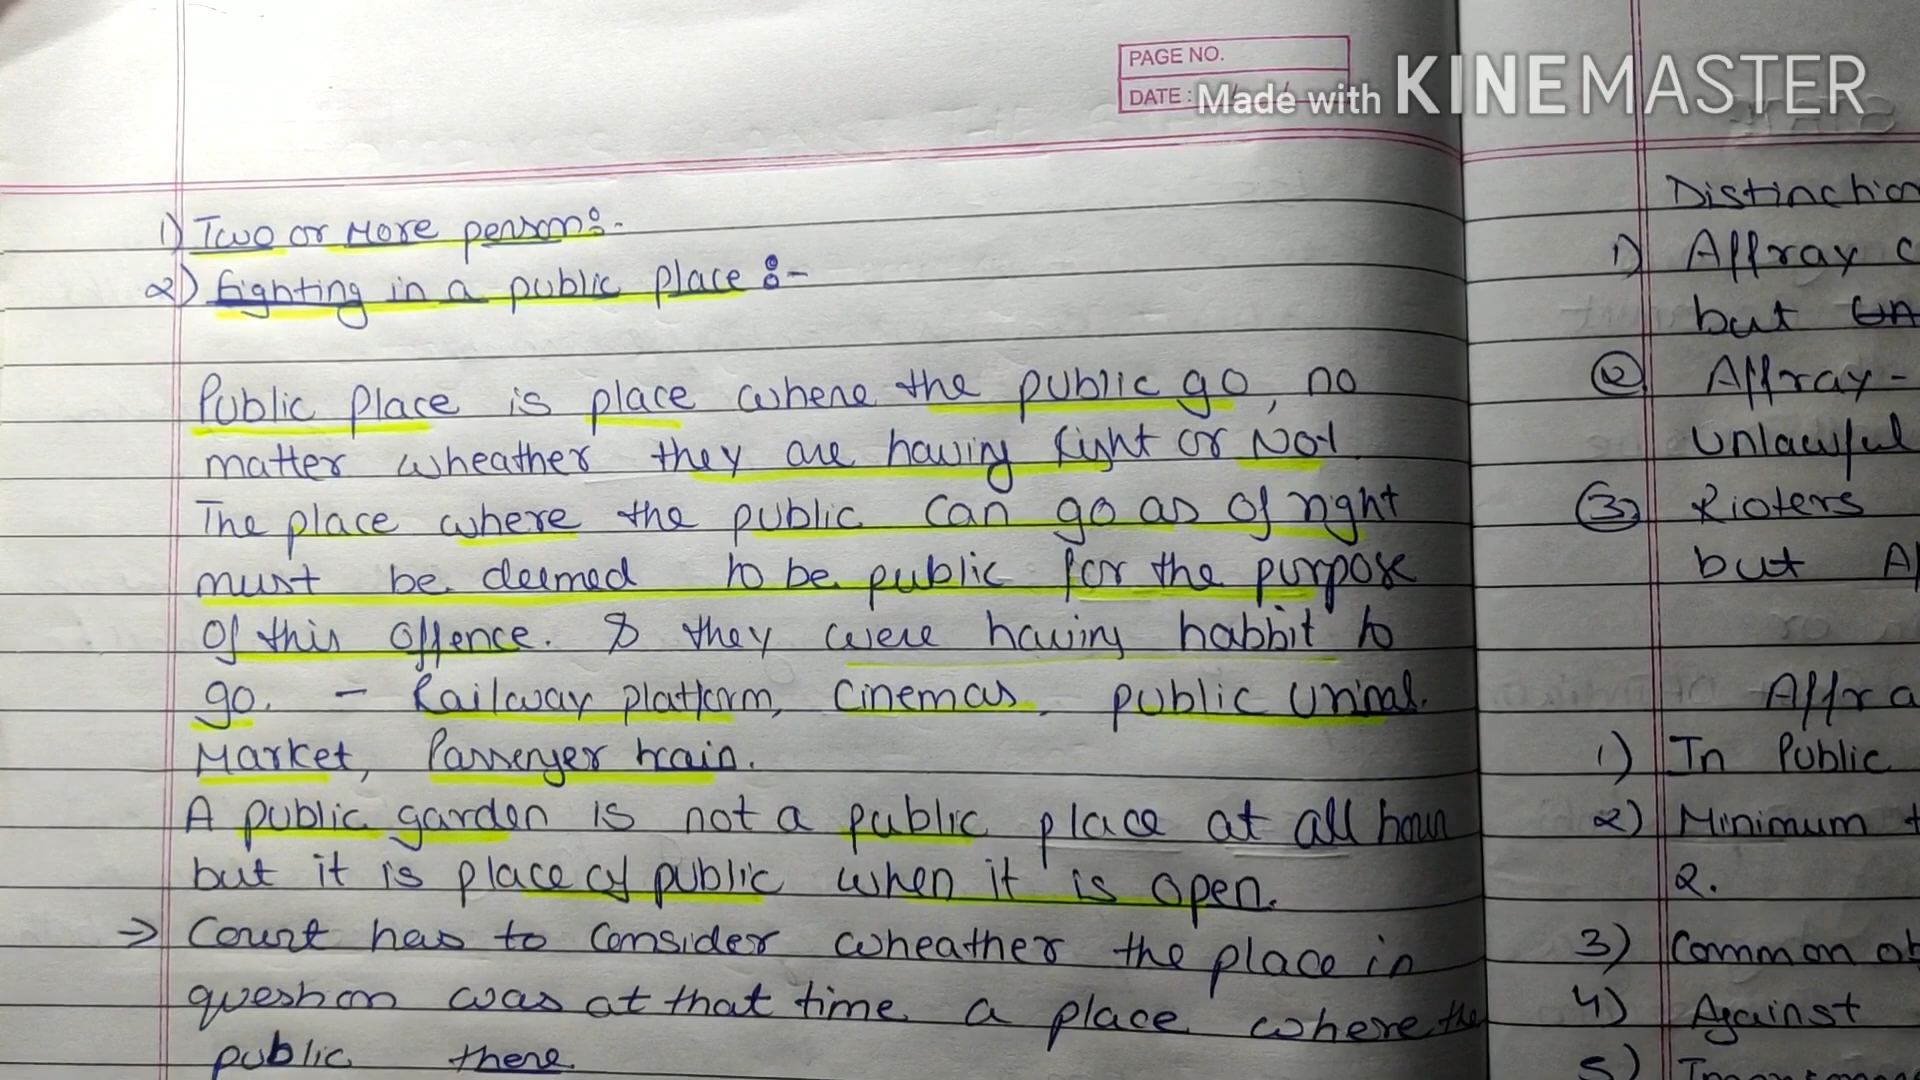 PAGE NO.
DATE :
Made with KINEMASTER
1) Two or More person:-
2) fighting in a public place :-
Public Place is place where the public go, no
matter wheather they are having right or Not.
The place where the public can go as of right
must be deemed to be public for the purpose
of this offence. & they were having habbit to
go. - Railway platform, Cinemas, public urinal.
Market, Passenger train.
A public garden is not a public place at all hour
but it is place of public when it is open.
→ Court has to consider wheather the place in
question was at that time a place where the
public there.
Distinction
1) Affray
but
② Affray -
Unlawful
③ Rioters
but
Affra
1) In Public
2) Minimum
2.
3) Common ob
4) Against
5)